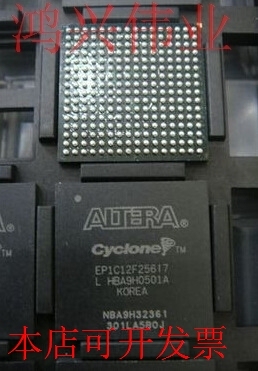 鸿兴伟业
ALTERA
Cyclone
EP1C12F256I7
L HBA9H0501A
KOREA
NBA9H32361
301LA5B0J
本店可开发票